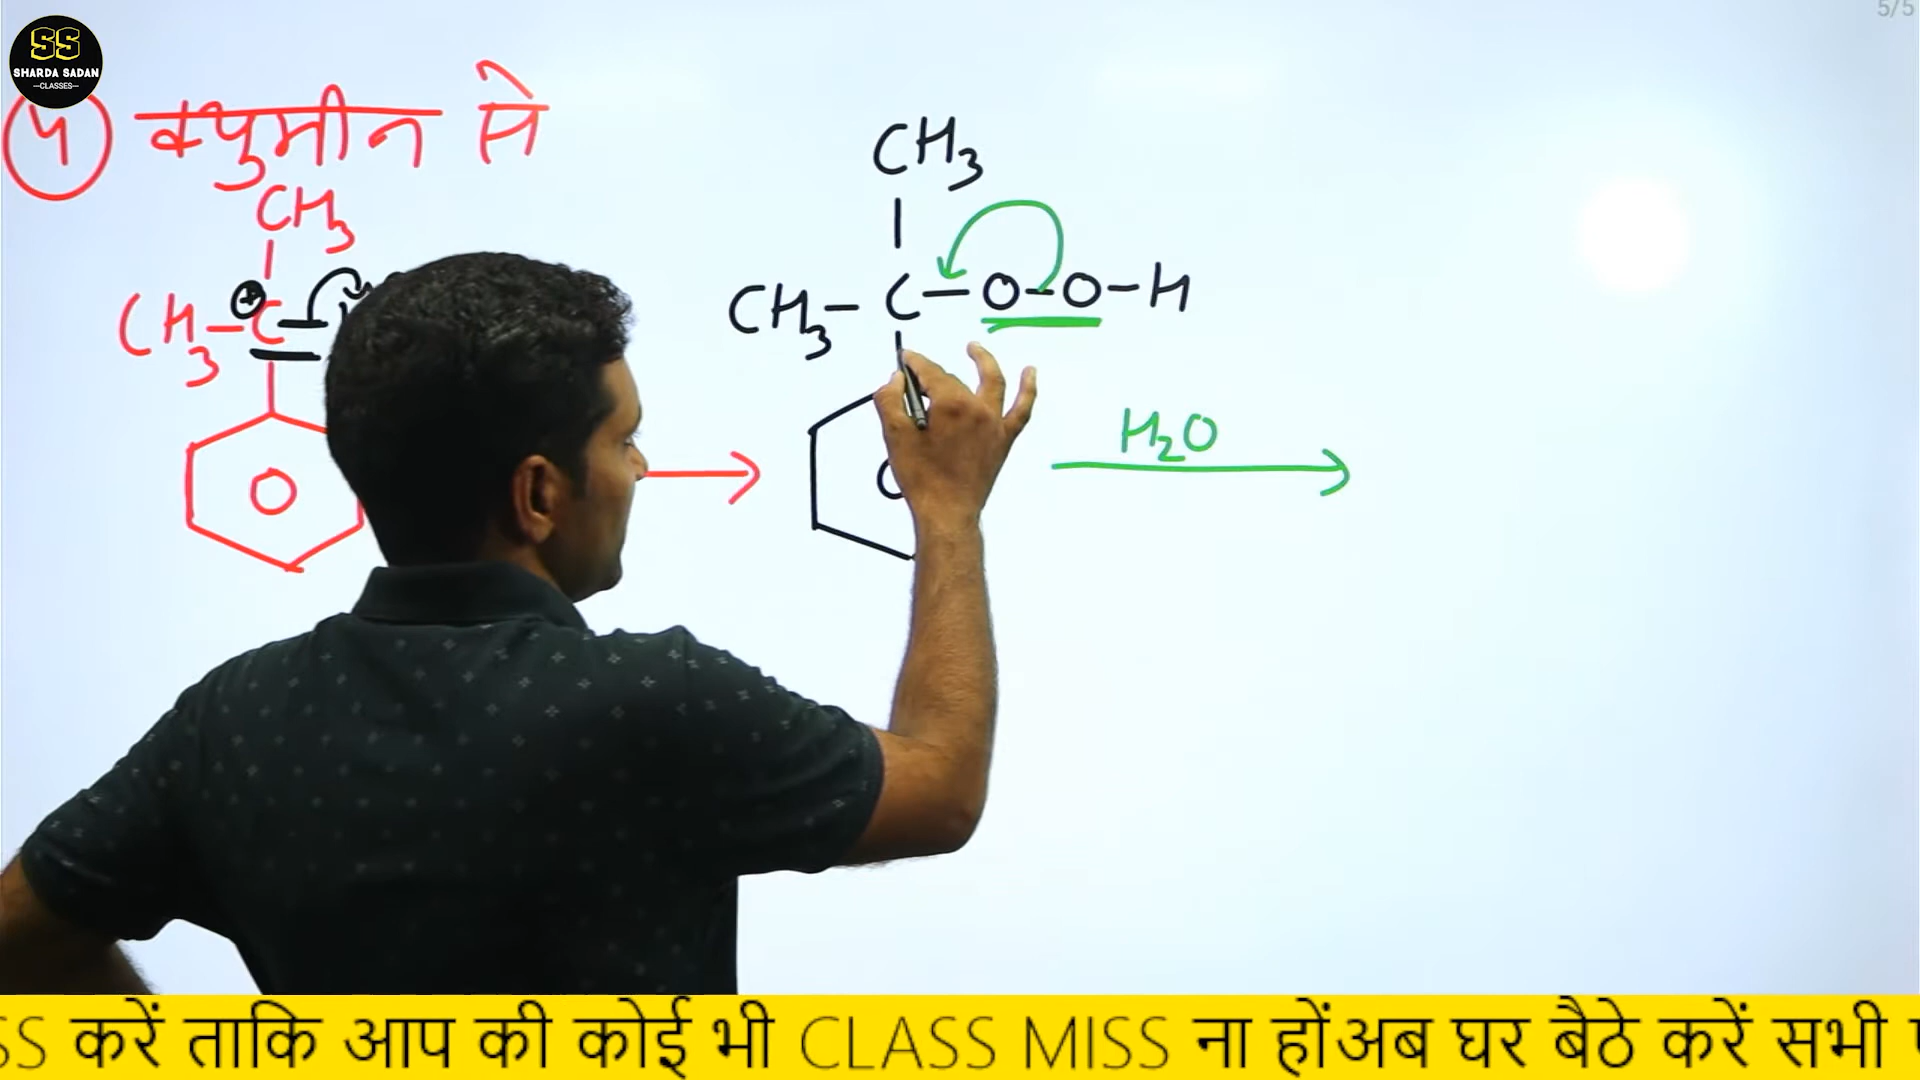 5/5
SS
SHARDA SADAN
—CLASSES—
५ क्युमीन से
CH₃
CH₃–C
CH₃
CH₃–C–O–O–H
H₂O
SS करें ताकि आप की कोई भी CLASS MISS ना होंअब घर बैठे करें सभी